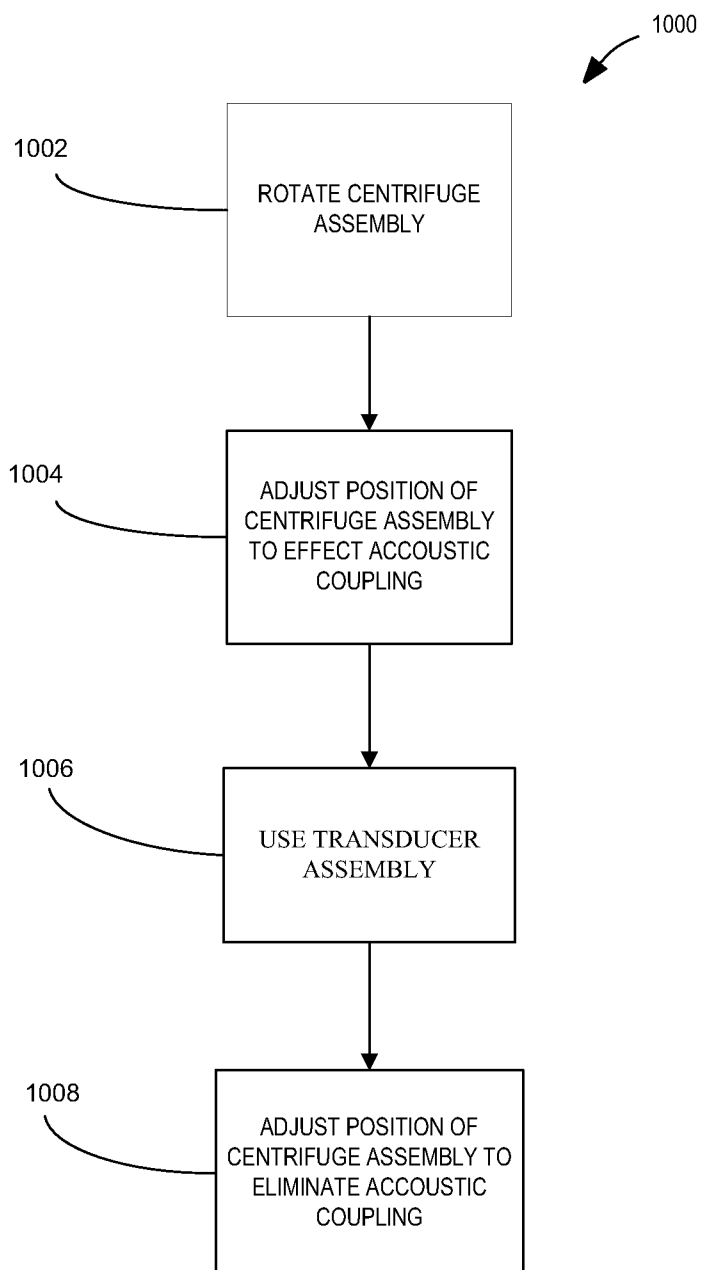 1000
1002
ROTATE CENTRIFUGE
ASSEMBLY
1004
ADJUST POSITION OF
CENTRIFUGE ASSEMBLY
TO EFFECT ACCOUSTIC
COUPLING
1006
USE TRANSDUCER
ASSEMBLY
1008
ADJUST POSITION OF
CENTRIFUGE ASSEMBLY TO
ELIMINATE ACCOUSTIC
COUPLING